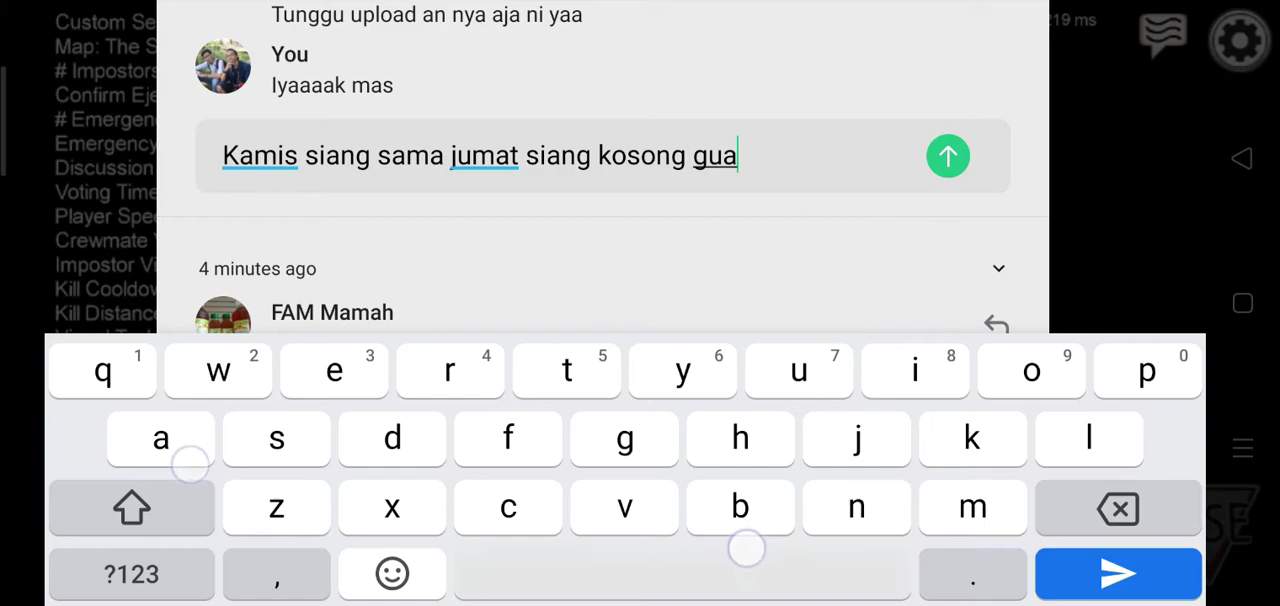 Custom Se
Map: The S
# Impostors
Confirm Eje
# Emergen
Emergency
Discussion
Voting Time
Player Spee
Crewmate V
Impostor Vi
Kill Cooldow
Kill Distanc
219 ms
Tunggu upload an nya aja ni yaa
You
Iyaaaak mas
Kamis siang sama jumat siang kosong gua
4 minutes ago
FAM Mamah
q 1 w 2 e 3 r 4 t 5 y 6 u 7 i 8 o 9 p 0
a s d f g h j k l
z x c v b n m
?123 , .